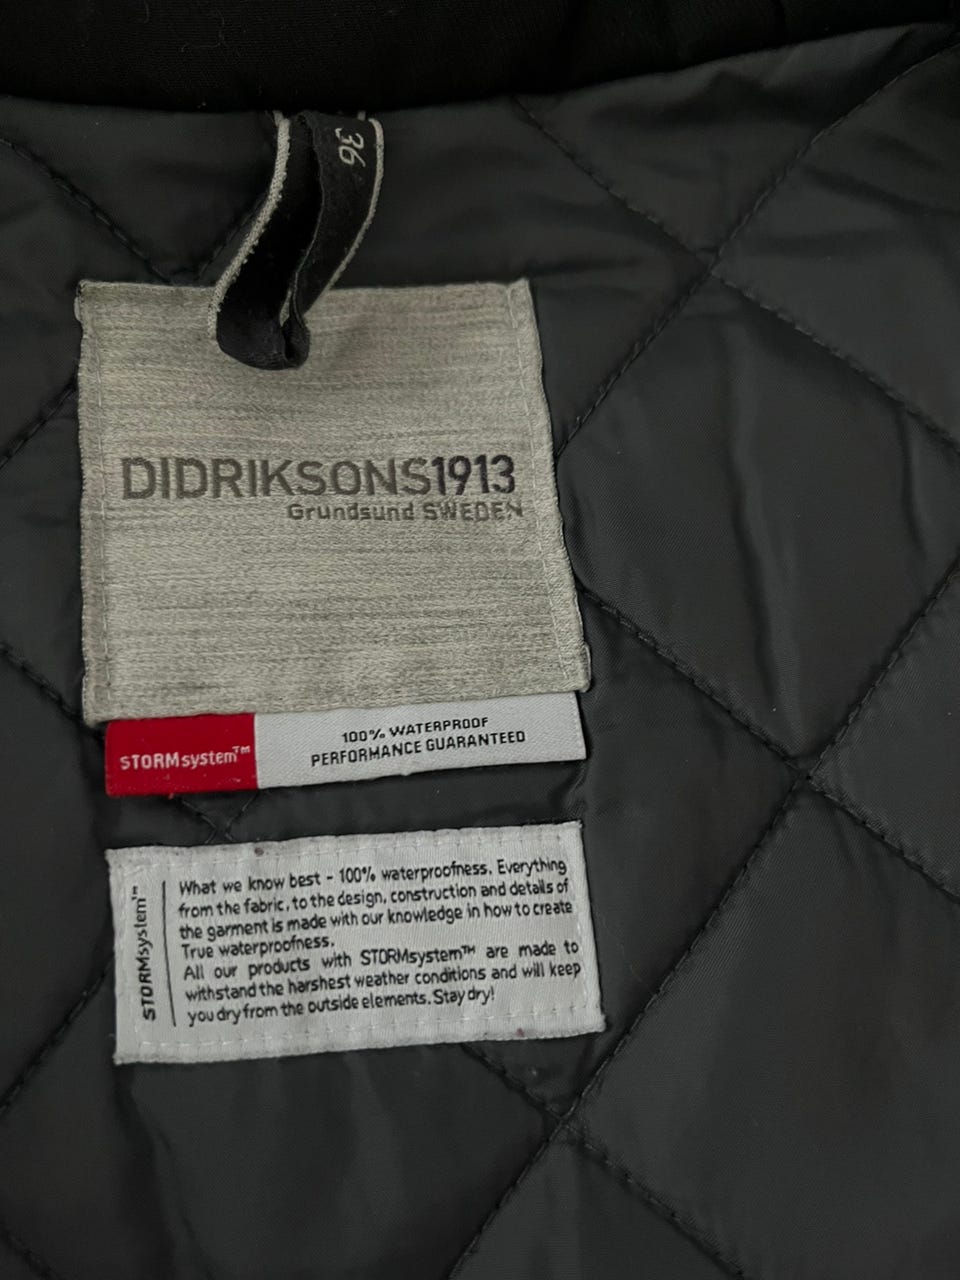 36
DIDRIKSONS1913
Grundsund SWEDEN
STORMsystem™
100% WATERPROOF
PERFORMANCE GUARANTEED
STORMsystem™
What we know best - 100% waterproofness. Everything
from the fabric, to the design, construction and details of
the garment is made with our knowledge in how to create
True waterproofness.
All our products with STORMsystem™ are made to
withstand the harshest weather conditions and will keep
you dry from the outside elements. Stay dry!